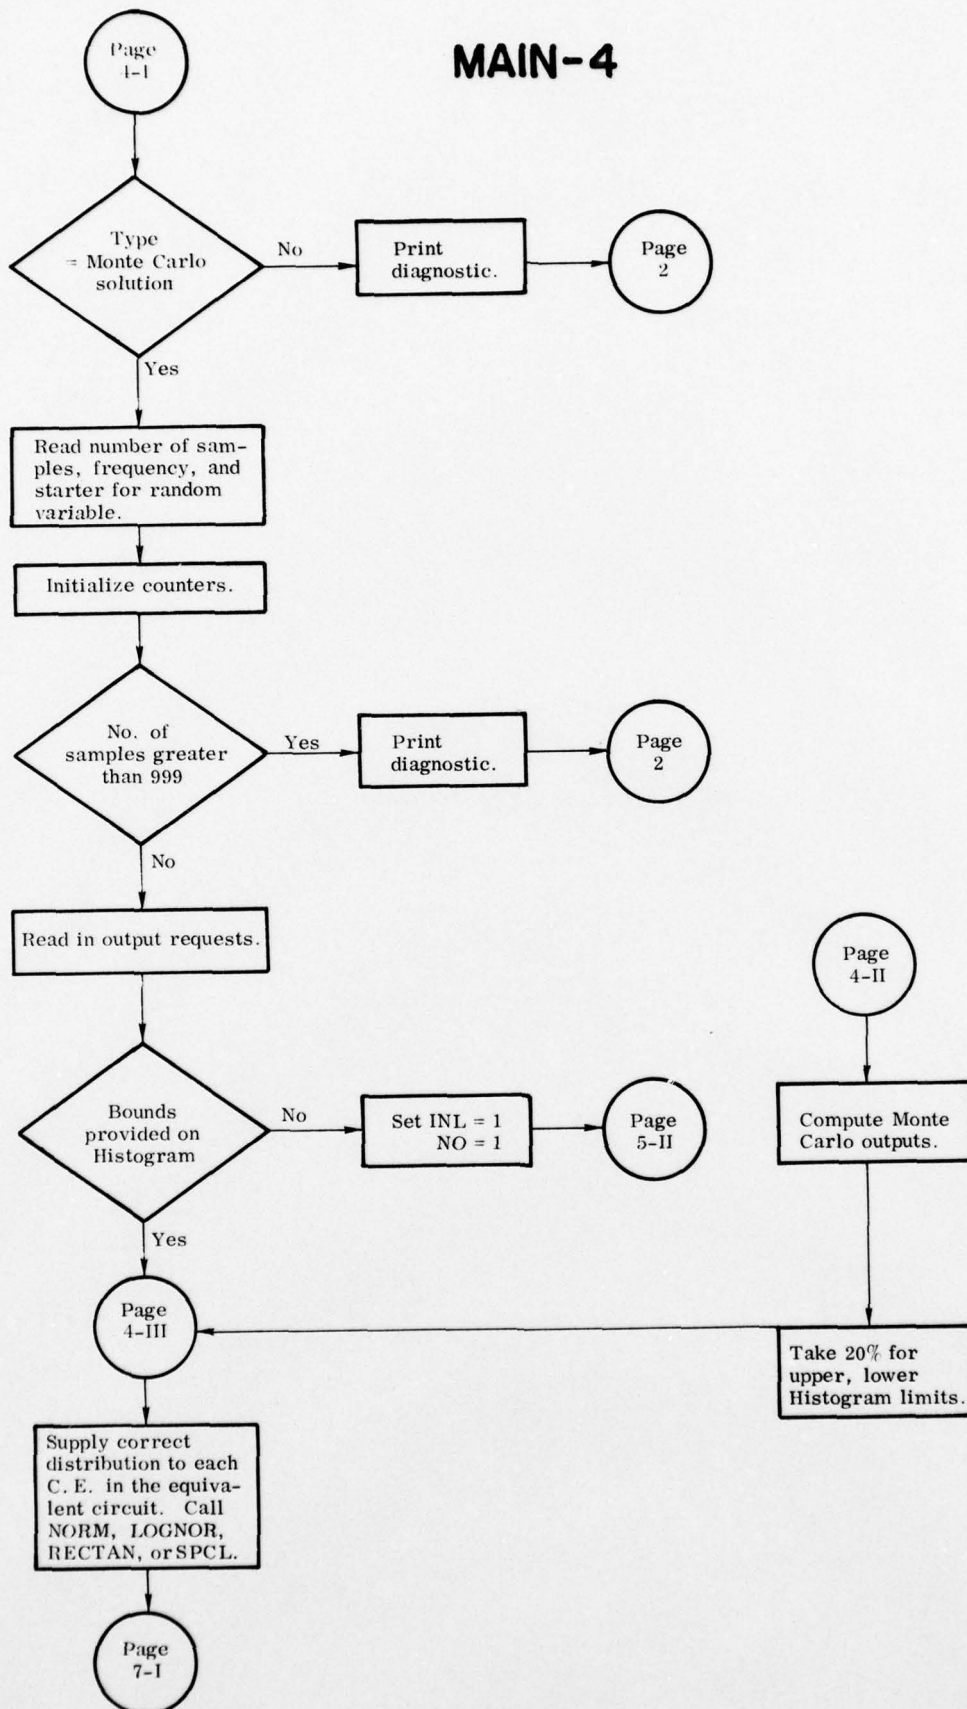 MAIN-4
Page
4-I
Type
= Monte Carlo
solution
No
Print
diagnostic.
Page
2
Yes
Read number of sam-
ples, frequency, and
starter for random
variable.
Initialize counters.
No. of
samples greater
than 999
Yes
Print
diagnostic.
Page
2
No
Read in output requests.
Bounds
provided on
Histogram
No
Set INL = 1
NO = 1
Page
5-II
Yes
Page
4-III
Supply correct
distribution to each
C. E. in the equiva-
lent circuit. Call
NORM, LOGNOR,
RECTAN, or SPCL.
Page
7-I
Page
4-II
Compute Monte
Carlo outputs.
Take 20% for
upper, lower
Histogram limits.